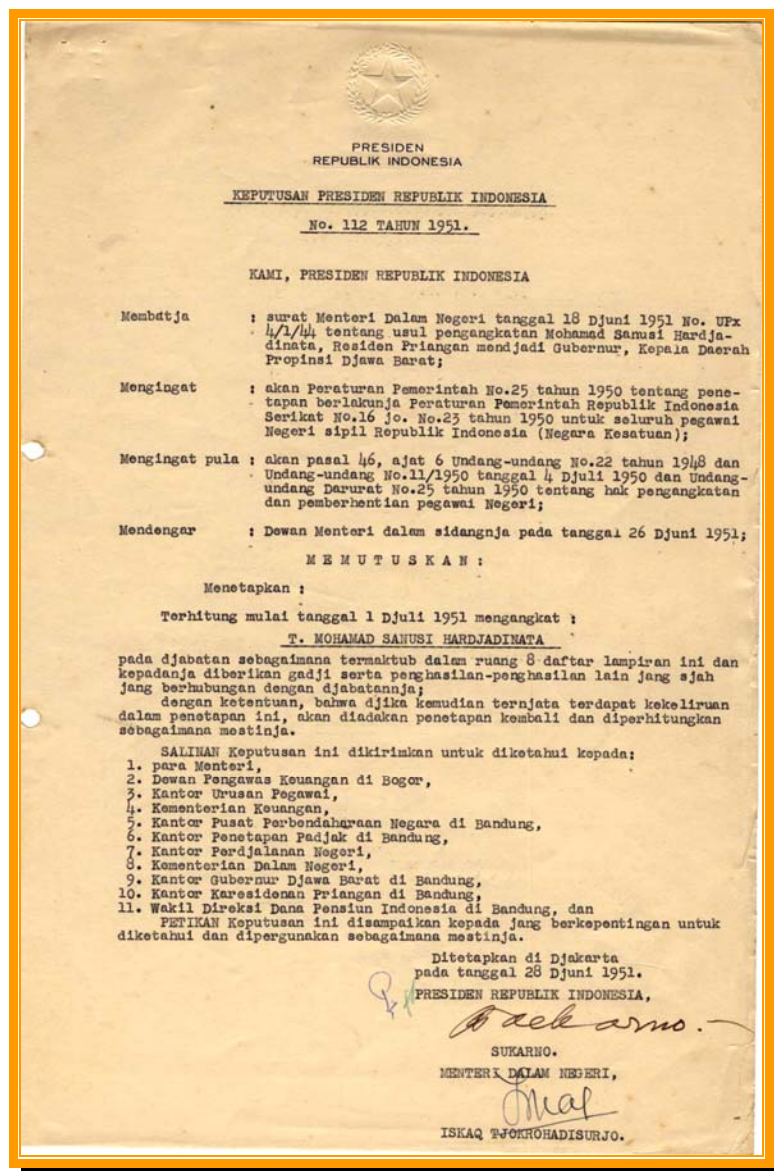 PRESIDEN
REPUBLIK INDONESIA
KEPUTUSAN PRESIDEN REPUBLIK INDONESIA
No. 112 TAHUN 1951.
KAMI, PRESIDEN REPUBLIK INDONESIA
Membatja : surat Menteri Dalam Negeri tanggal 18 Djuni 1951 No. UPx
4/1/44 tentang usul pengangkatan Mohamad Sanusi Hardja-
dinata, Residen Priangan mendjadi Gubernur, Kepala Daerah
Propinsi Djawa Barat;
Mengingat : akan Peraturan Pemerintah No.25 tahun 1950 tentang pene-
tapan berlakunja Peraturan Pemerintah Republik Indonesia
Serikat No.16 jo. No.23 tahun 1950 untuk seluruh pegawai
Negeri sipil Republik Indonesia (Negara Kesatuan);
Mengingat pula : akan pasal 46, ajat 6 Undang-undang No.22 tahun 1948 dan
Undang-undang No.11/1950 tanggal 4 Djuli 1950 dan Undang-
undang Darurat No.25 tahun 1950 tentang hak pengangkatan
dan pemberhentian pegawai Negeri;
Mendengar : Dewan Menteri dalam sidangnja pada tanggal 26 Djuni 1951;
M E M U T U S K A N :
Menetapkan :
Terhitung mulai tanggal 1 Djuli 1951 mengangkat :
T. MOHAMAD SANUSI HARDJADINATA
pada djabatan sebagaimana termaktub dalam ruang 8 daftar lampiran ini dan
kepadanja diberikan gadji serta penghasilan-penghasilan lain jang sjah
jang berhubungan dengan djabatannja;
dengan ketentuan, bahwa djika kemudian ternjata terdapat kekeliruan
dalam penetapan ini, akan diadakan penetapan kembali dan diperhitungkan
sebagaimana mestinja.
SALINAN Keputusan ini dikirimkan untuk diketahui kepada:
1. para Menteri,
2. Dewan Pengawas Keuangan di Bogor,
3. Kantor Urusan Pegawai,
4. Kementerian Keuangan,
5. Kantor Pusat Perbendaharaan Negara di Bandung,
6. Kantor Penetapan Padjak di Bandung,
7. Kantor Perdjalanan Negeri,
8. Kementerian Dalam Negeri,
9. Kantor Gubernur Djawa Barat di Bandung,
10. Kantor Karesidenan Priangan di Bandung,
11. Wakil Direksi Dana Pensiun Indonesia di Bandung, dan
PETIKAN Keputusan ini disampaikan kepada jang berkepentingan untuk
diketahui dan dipergunakan sebagaimana mestinja.
Ditetapkan di Djakarta
pada tanggal 28 Djuni 1951.
PRESIDEN REPUBLIK INDONESIA,
Soekarno.
SUKARNO.
MENTERI DALAM NEGERI,
ISKAQ TJOKROHADISURJO.